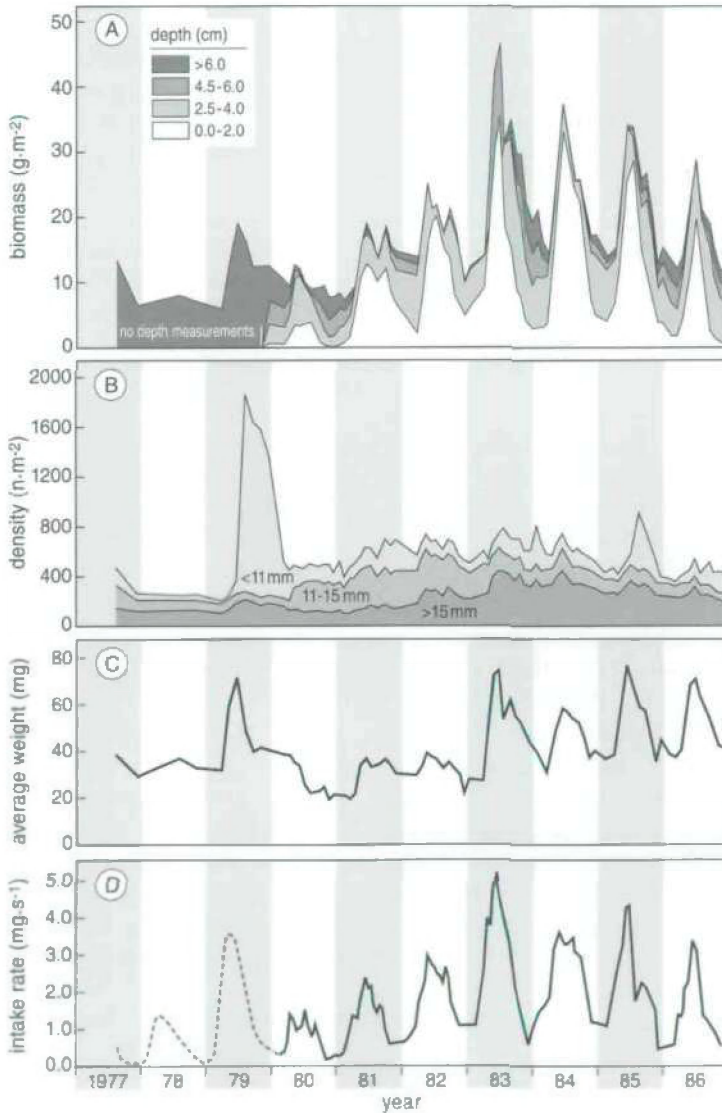 A
depth (cm)
>6.0
4.5-6.0
2.5-4.0
0.0-2.0
50
40
30
20
10
0
biomass (g·m-2)
no depth measurements
B
2000
1600
1200
800
400
0
density (n·m-2)
<11mm
11-15mm
>15mm
C
80
60
40
20
0
average weight (mg)
D
5.0
4.0
3.0
2.0
1.0
0.0
intake rate (mg·s-1)
1977 78 79 80 81 82 83 84 85 86
year